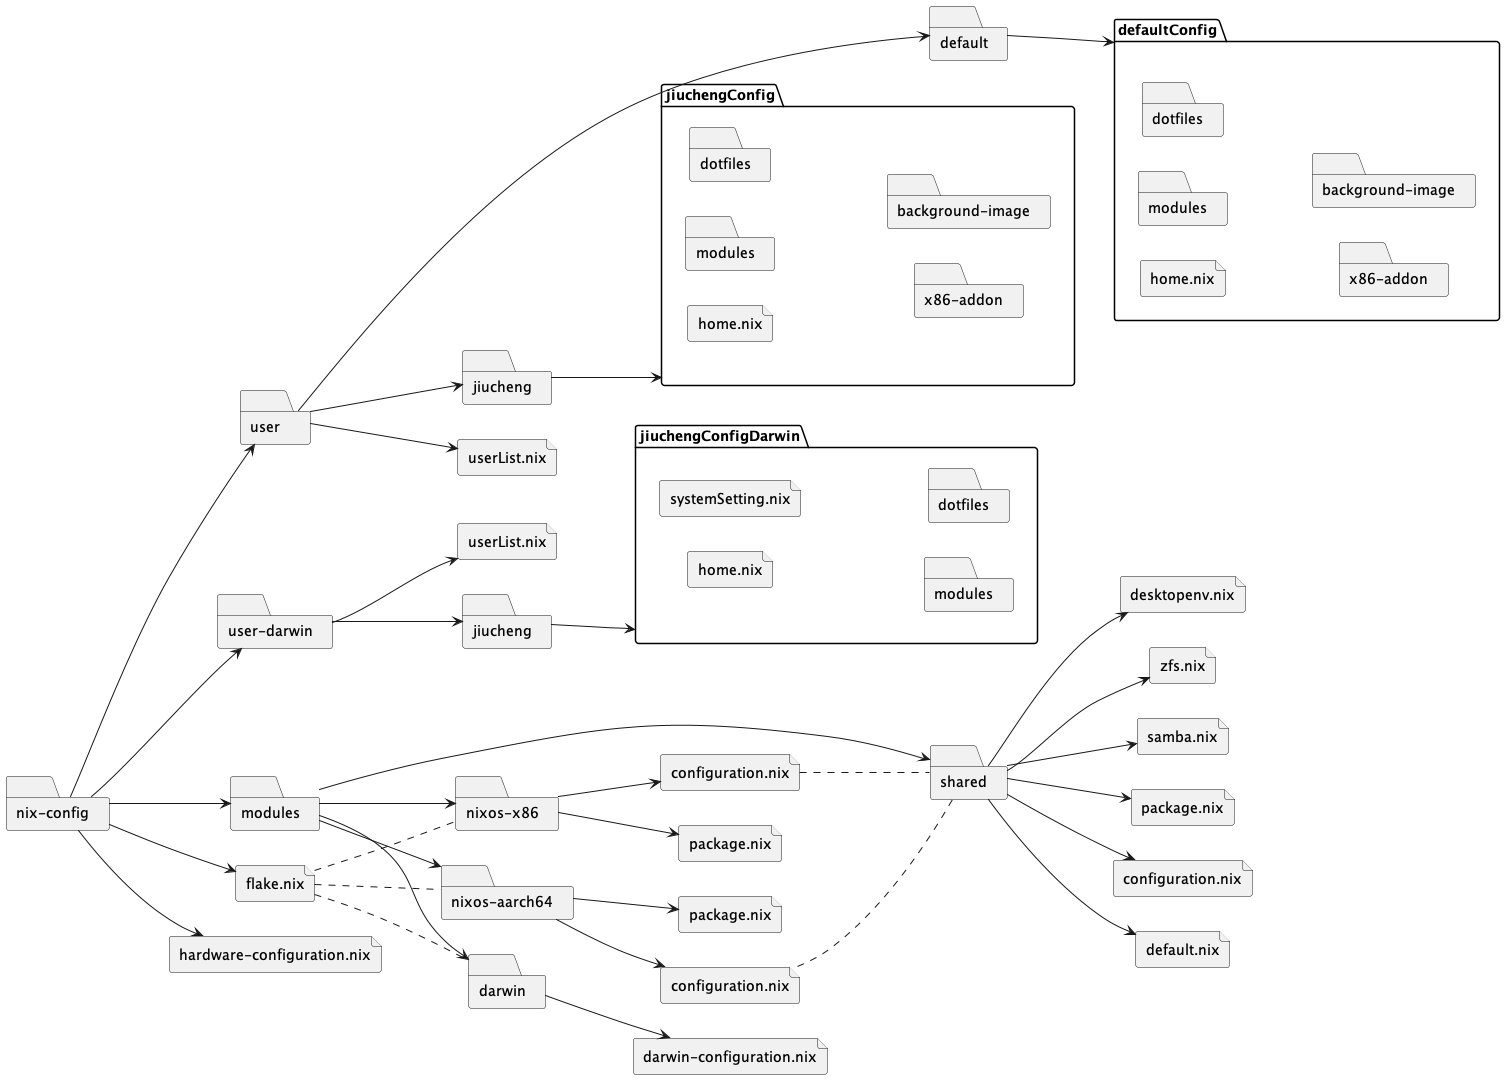 default
defaultConfig
dotfiles
modules
home.nix
background-image
x86-addon
jiuchengConfig
dotfiles
modules
home.nix
background-image
x86-addon
user
jiucheng
userList.nix
jiuchengConfigDarwin
systemSetting.nix
home.nix
dotfiles
modules
userList.nix
user-darwin
jiucheng
nix-config
modules
flake.nix
hardware-configuration.nix
nixos-x86
nixos-aarch64
darwin
configuration.nix
package.nix
package.nix
configuration.nix
darwin-configuration.nix
shared
desktopenv.nix
zfs.nix
samba.nix
package.nix
configuration.nix
default.nix